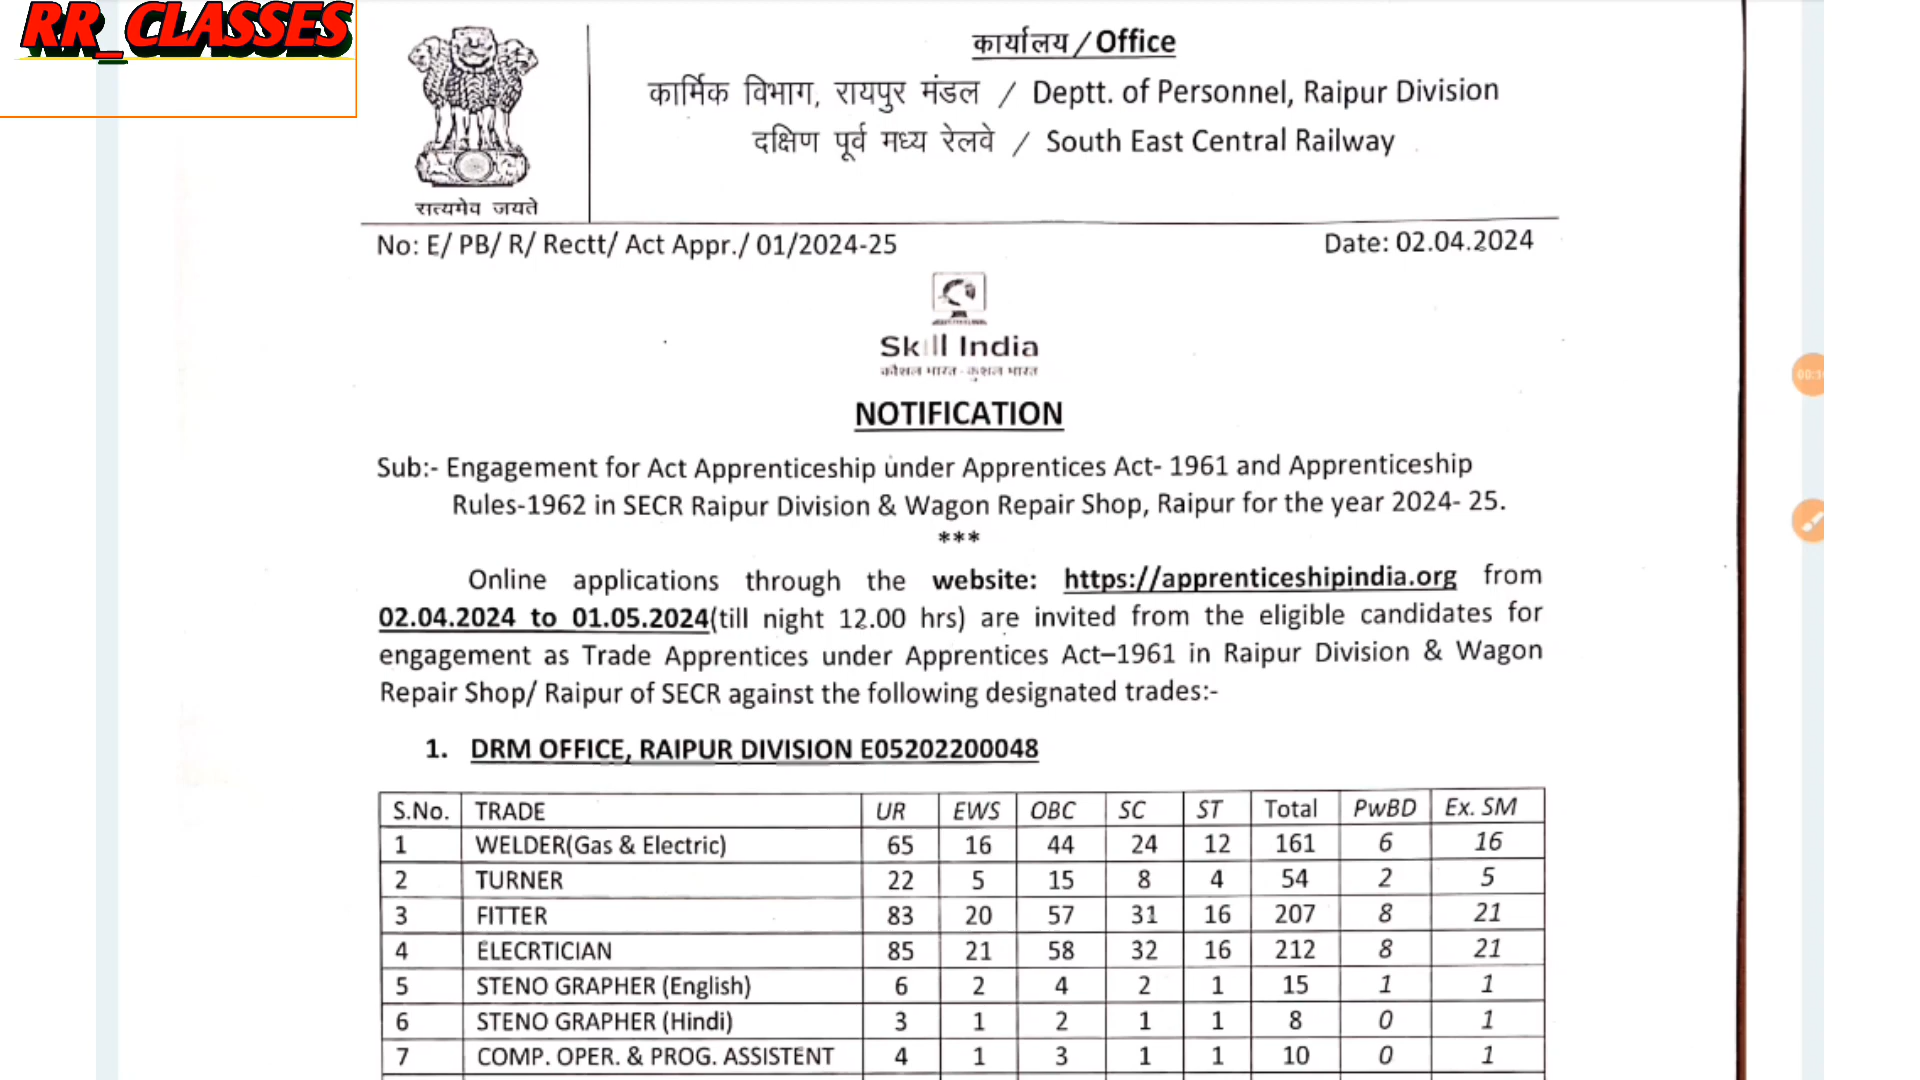 RR_CLASSES
कार्यालय / Office
कार्मिक विभाग, रायपुर मंडल / Deptt. of Personnel, Raipur Division
दक्षिण पूर्व मध्य रेलवे / South East Central Railway
सत्यमेव जयते
No: E/ PB/ R/ Rectt/ Act Appr./ 01/2024-25 Date: 02.04.2024
Skill India
कौशल भारत - कुशल भारत
NOTIFICATION
Sub:- Engagement for Act Apprenticeship under Apprentices Act- 1961 and Apprenticeship
Rules-1962 in SECR Raipur Division & Wagon Repair Shop, Raipur for the year 2024- 25.
***
Online applications through the website: https://apprenticeshipindia.org from
02.04.2024 to 01.05.2024(till night 12.00 hrs) are invited from the eligible candidates for
engagement as Trade Apprentices under Apprentices Act–1961 in Raipur Division & Wagon
Repair Shop/ Raipur of SECR against the following designated trades:-
1. DRM OFFICE, RAIPUR DIVISION E05202200048
S.No. TRADE UR EWS OBC SC ST Total PwBD Ex. SM
1 WELDER(Gas & Electric) 65 16 44 24 12 161 6 16
2 TURNER 22 5 15 8 4 54 2 5
3 FITTER 83 20 57 31 16 207 8 21
4 ELECRTICIAN 85 21 58 32 16 212 8 21
5 STENO GRAPHER (English) 6 2 4 2 1 15 1 1
6 STENO GRAPHER (Hindi) 3 1 2 1 1 8 0 1
7 COMP. OPER. & PROG. ASSISTENT 4 1 3 1 1 10 0 1